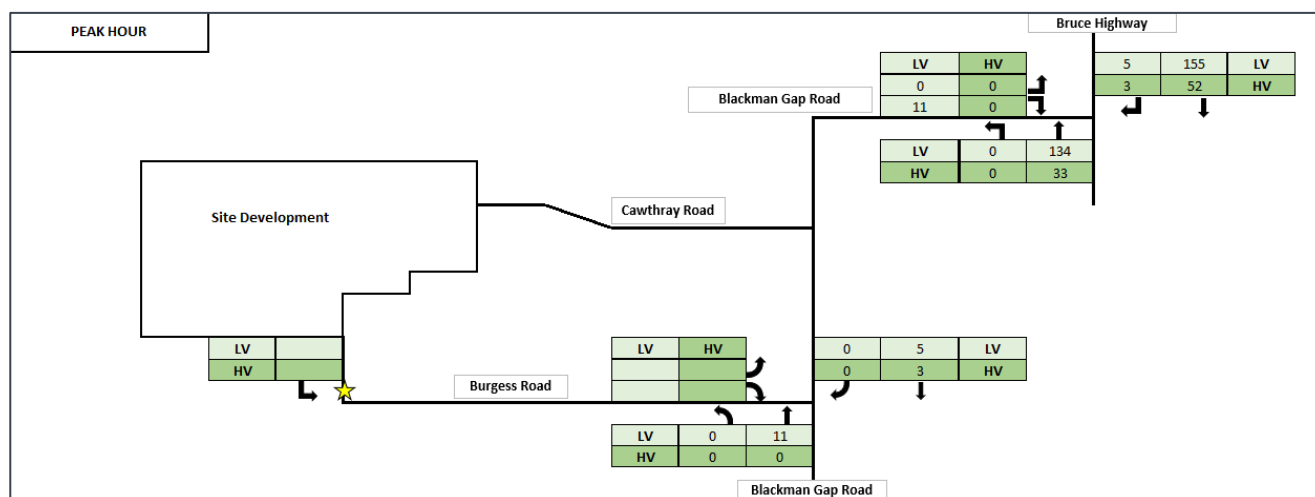 PEAK HOUR
Bruce Highway
LV HV
0 0
11 0
5 155 LV
3 52 HV
Blackman Gap Road
LV 0 134
HV 0 33
Site Development
Cawthray Road
LV
HV
LV HV
0 5 LV
0 3 HV
Burgess Road
LV 0 11
HV 0 0
Blackman Gap Road